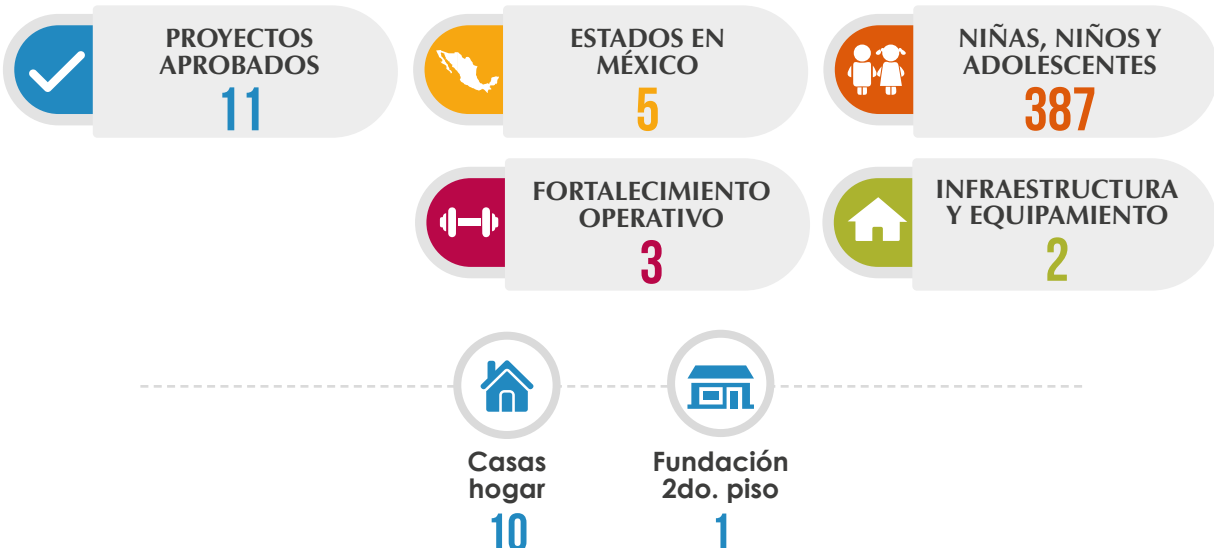 PROYECTOS
APROBADOS
11
ESTADOS EN
MÉXICO
5
NIÑAS, NIÑOS Y
ADOLESCENTES
387
FORTALECIMIENTO
OPERATIVO
3
INFRAESTRUCTURA
Y EQUIPAMIENTO
2
Casas
hogar
10
Fundación
2do. piso
1